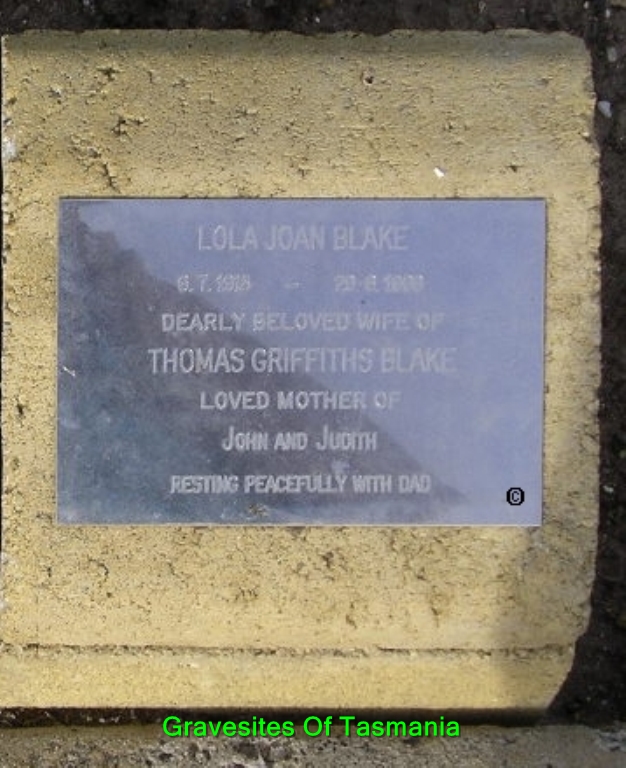 LOLA JOAN BLAKE
DEARLY BELOVED WIFE OF
THOMAS GRIFFITHS BLAKE
LOVED MOTHER OF
JOHN AND JUDITH
RESTING PEACEFULLY WITH DAD
©
Gravesites Of Tasmania